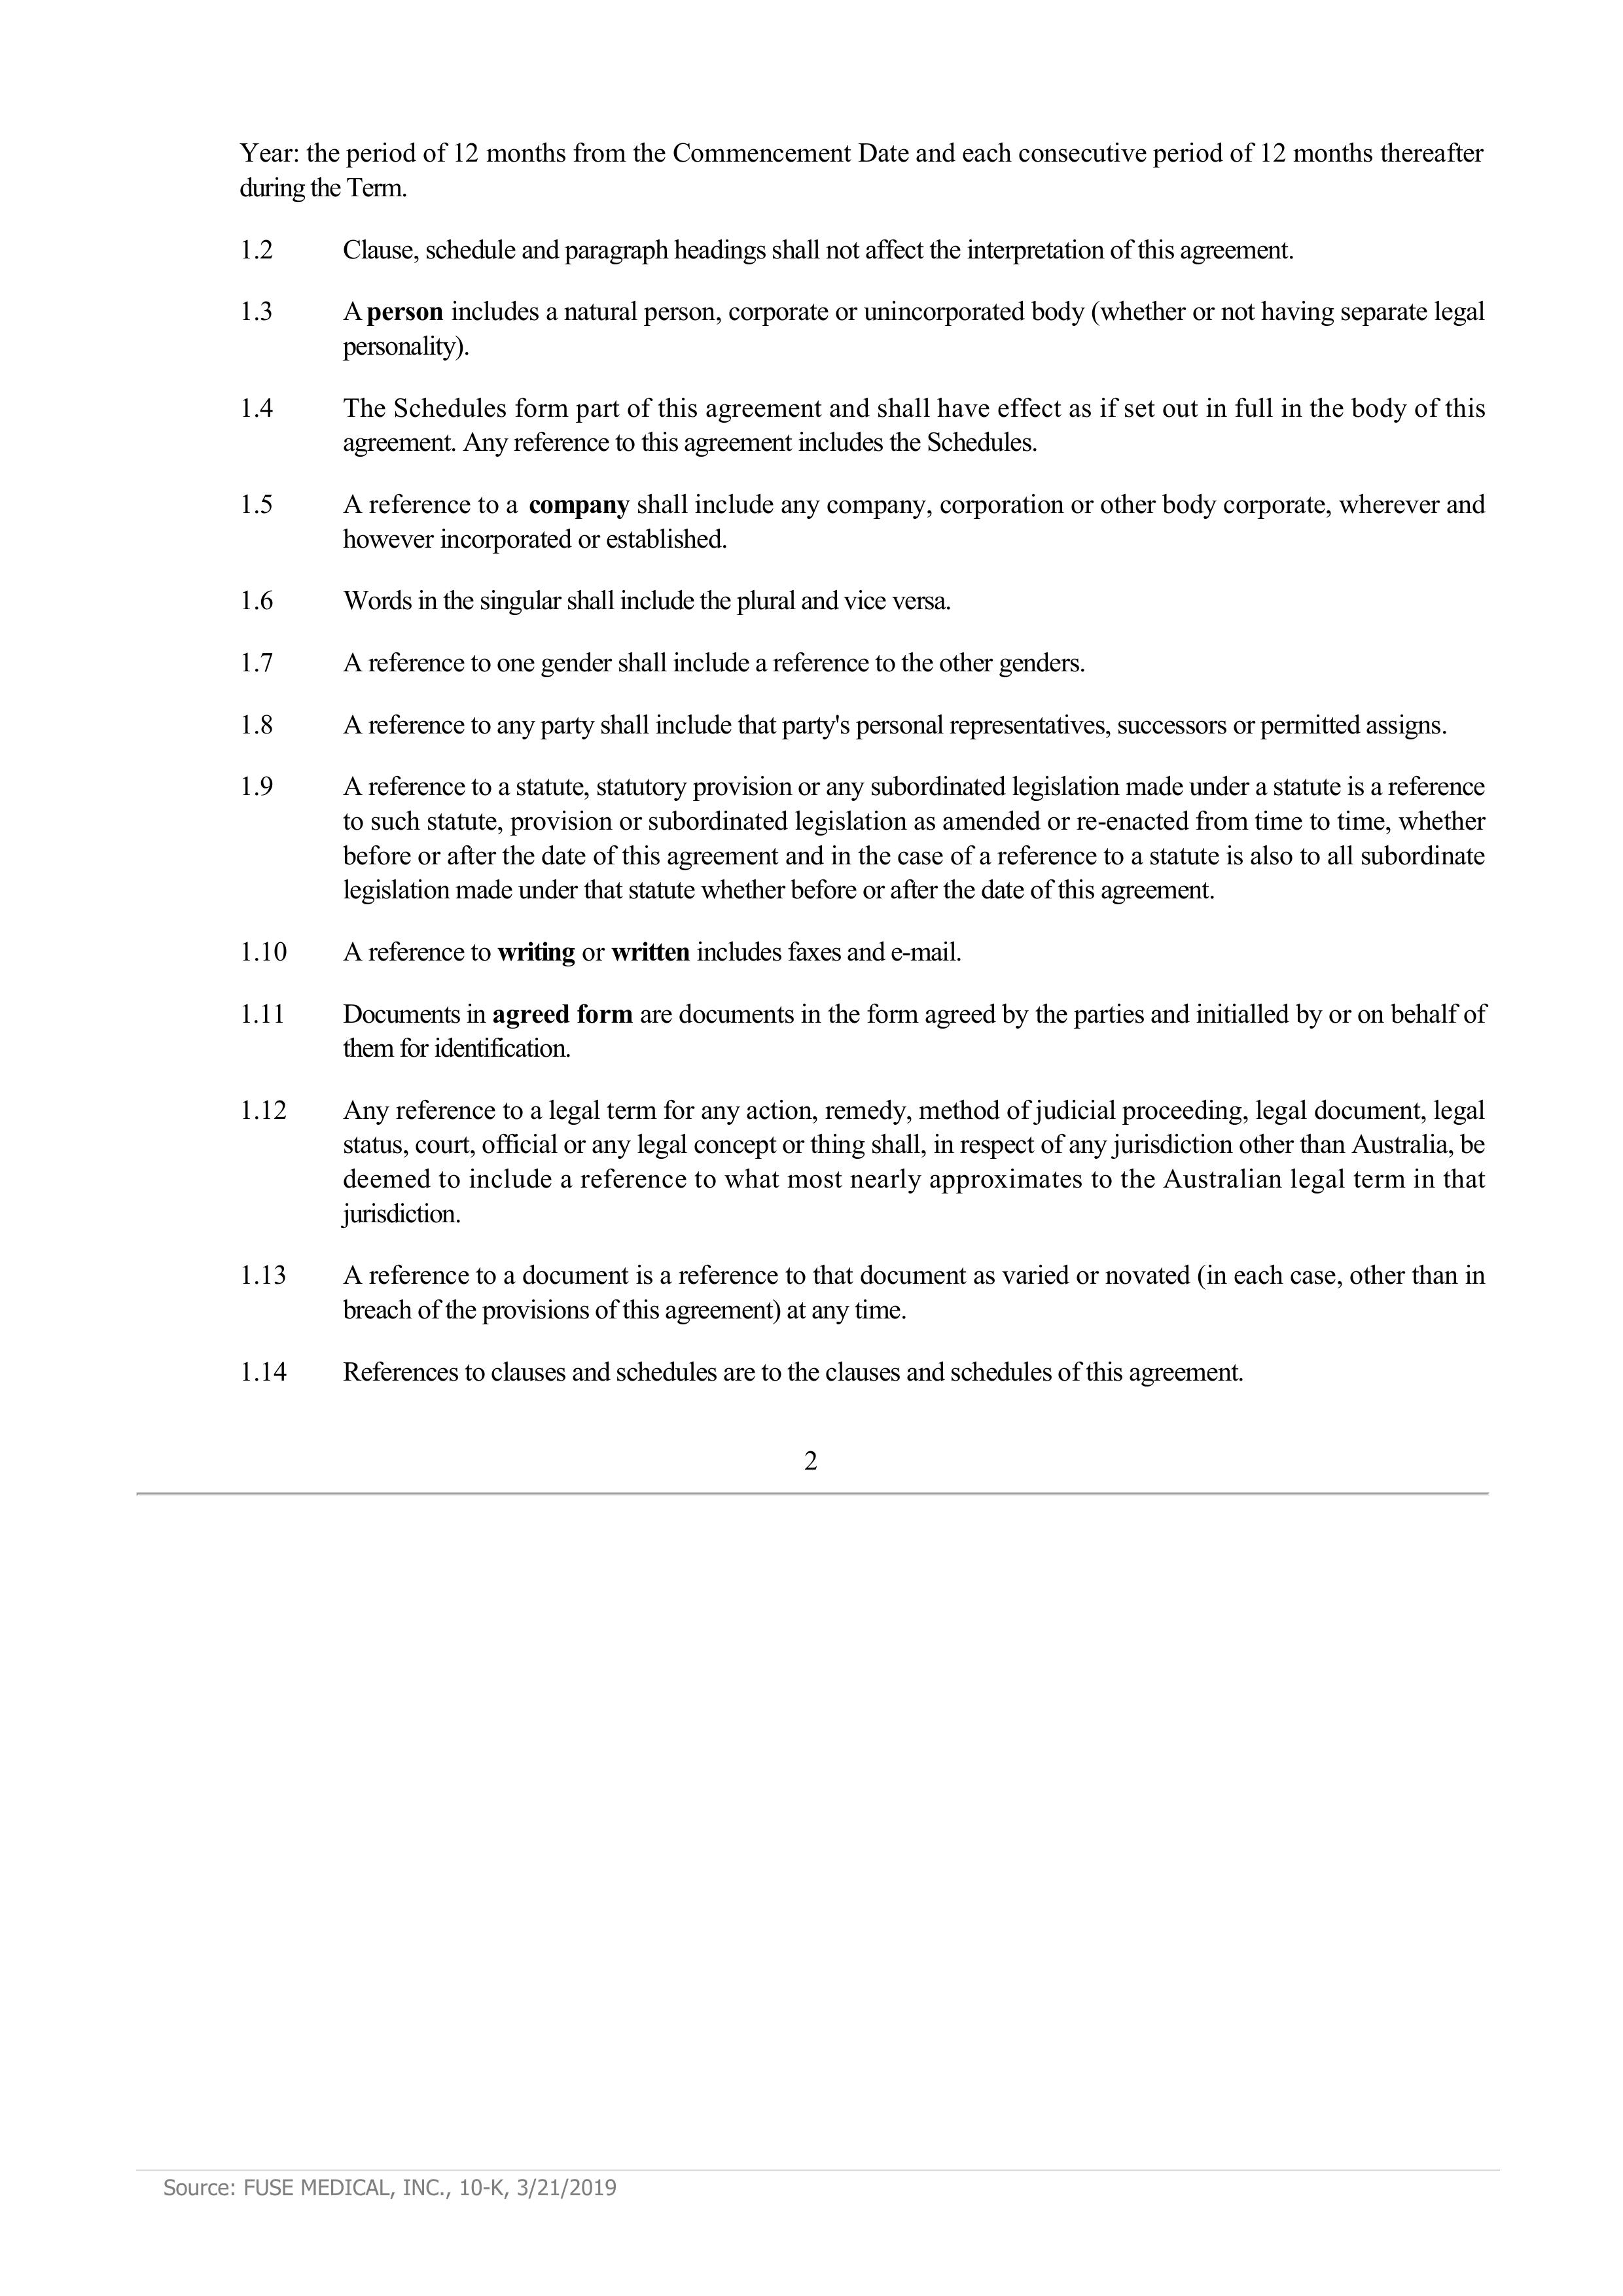 Year: the period of 12 months from the Commencement Date and each consecutive period of 12 months thereafter
during the Term.
1.2 Clause, schedule and paragraph headings shall not affect the interpretation of this agreement.
1.3 A person includes a natural person, corporate or unincorporated body (whether or not having separate legal
personality).
1.4 The Schedules form part of this agreement and shall have effect as if set out in full in the body of this
agreement. Any reference to this agreement includes the Schedules.
1.5 A reference to a company shall include any company, corporation or other body corporate, wherever and
however incorporated or established.
1.6 Words in the singular shall include the plural and vice versa.
1.7 A reference to one gender shall include a reference to the other genders.
1.8 A reference to any party shall include that party's personal representatives, successors or permitted assigns.
1.9 A reference to a statute, statutory provision or any subordinated legislation made under a statute is a reference
to such statute, provision or subordinated legislation as amended or re-enacted from time to time, whether
before or after the date of this agreement and in the case of a reference to a statute is also to all subordinate
legislation made under that statute whether before or after the date of this agreement.
1.10 A reference to writing or written includes faxes and e-mail.
1.11 Documents in agreed form are documents in the form agreed by the parties and initialled by or on behalf of
them for identification.
1.12 Any reference to a legal term for any action, remedy, method of judicial proceeding, legal document, legal
status, court, official or any legal concept or thing shall, in respect of any jurisdiction other than Australia, be
deemed to include a reference to what most nearly approximates to the Australian legal term in that
jurisdiction.
1.13 A reference to a document is a reference to that document as varied or novated (in each case, other than in
breach of the provisions of this agreement) at any time.
1.14 References to clauses and schedules are to the clauses and schedules of this agreement.
2
Source: FUSE MEDICAL, INC., 10-K, 3/21/2019